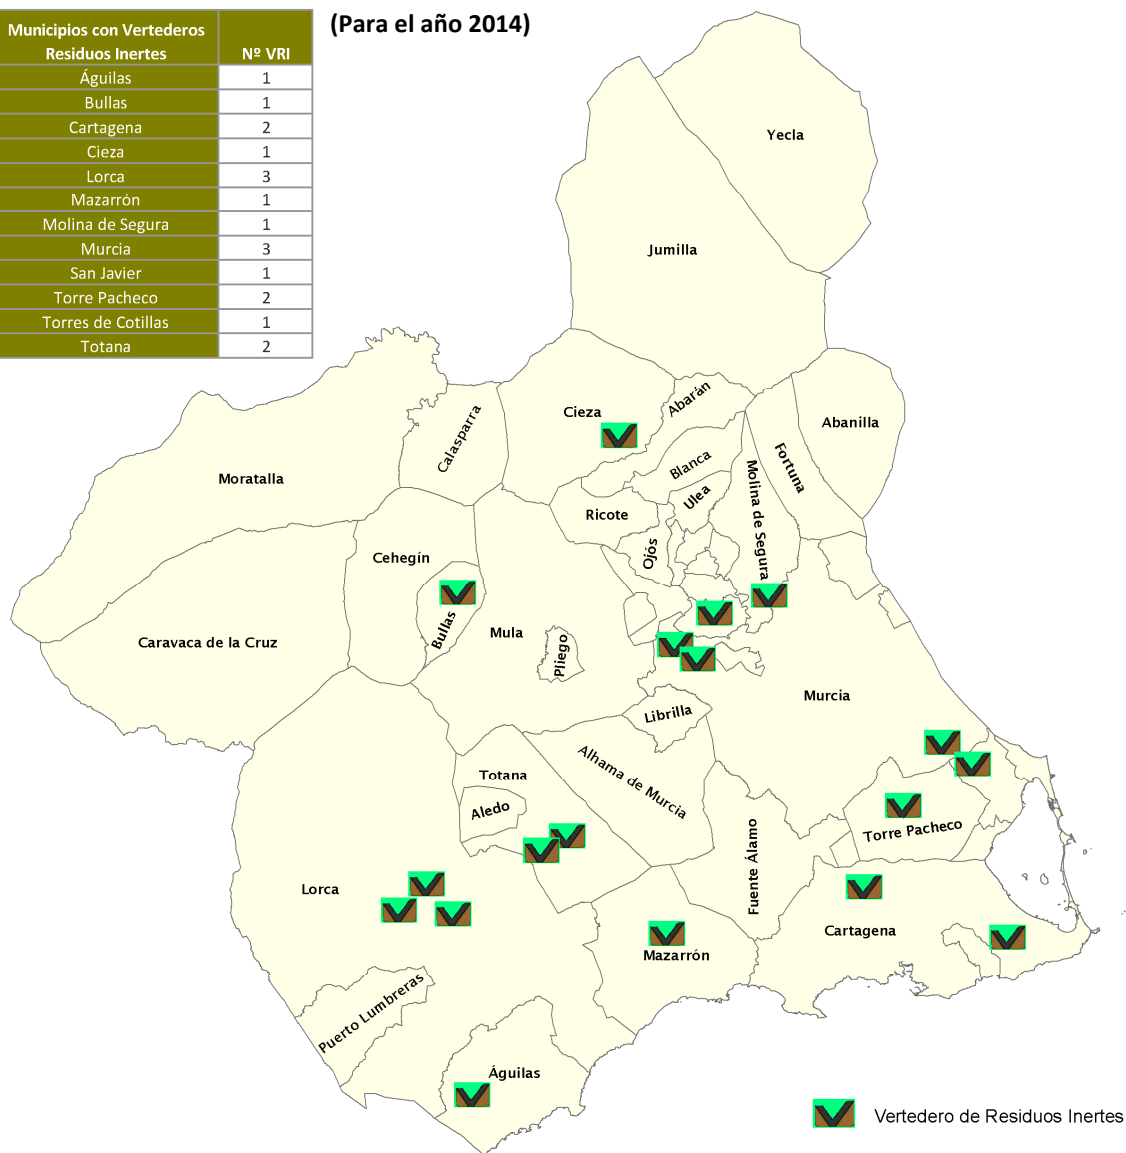 (Para el año 2014)
Municipios con Vertederos
Residuos Inertes Nº VRI
Águilas 1
Bullas 1
Cartagena 2
Cieza 1
Lorca 3
Mazarrón 1
Molina de Segura 1
Murcia 3
San Javier 1
Torre Pacheco 2
Torres de Cotillas 1
Totana 2
Yecla
Jumilla
Abarán
Cieza
Abanilla
Calasparra
Fortuna
Blanca
Moratalla
Ulea
Molina de Segura
Ricote
Ojós
Cehegín
Bullas
Mula
Caravaca de la Cruz
Pliego
Murcia
Librilla
Totana
Alhama de Murcia
Aledo
Torre Pacheco
Fuente Álamo
Lorca
Cartagena
Mazarrón
Puerto Lumbreras
Águilas
Vertedero de Residuos Inertes